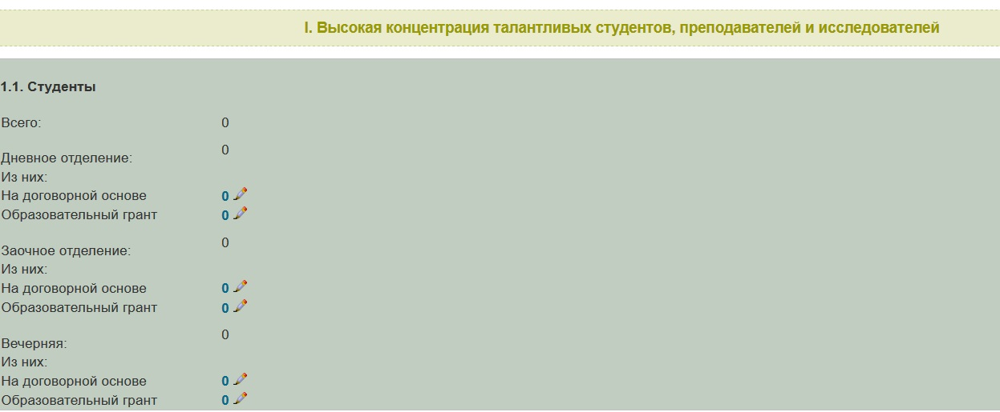 I. Высокая концентрация талантливых студентов, преподавателей и исследователей
1.1. Студенты
Всего: 0
Дневное отделение: 0
Из них:
На договорной основе 0
Образовательный грант 0
Заочное отделение: 0
Из них:
На договорной основе 0
Образовательный грант 0
Вечерняя: 0
Из них:
На договорной основе 0
Образовательный грант 0